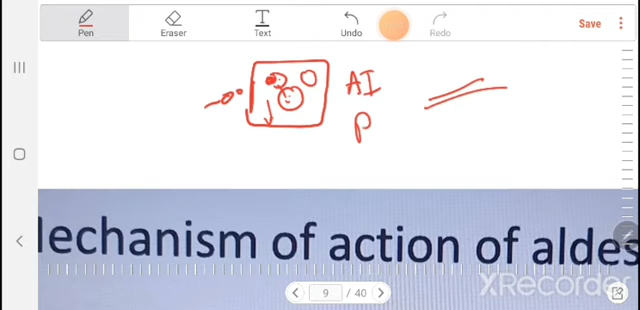 Pen
Eraser
Text
Undo
Redo
Save
AI
P
lechanism of action of aldes
XRecorder
9 / 40